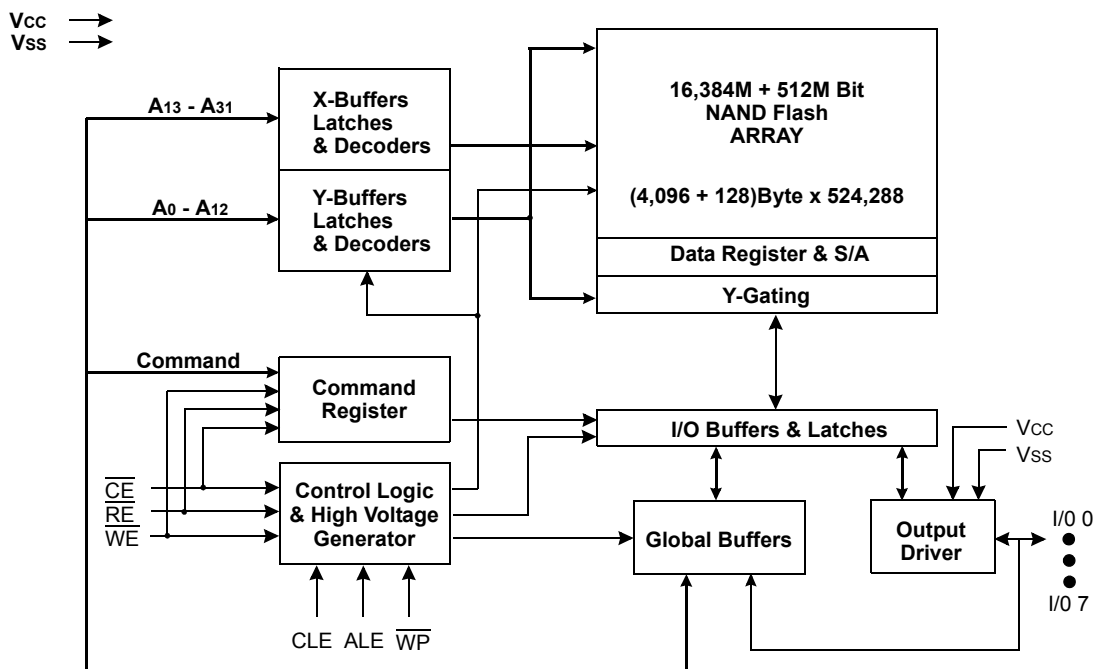 VCC
VSS
A13 - A31
X-Buffers
Latches
& Decoders
A0 - A12
Y-Buffers
Latches
& Decoders
16,384M + 512M Bit
NAND Flash
ARRAY
(4,096 + 128)Byte x 524,288
Data Register & S/A
Y-Gating
Command
Command
Register
I/O Buffers & Latches
VCC
VSS
CE
RE
WE
Control Logic
& High Voltage
Generator
Global Buffers
Output
Driver
I/0 0
I/0 7
CLE ALE WP